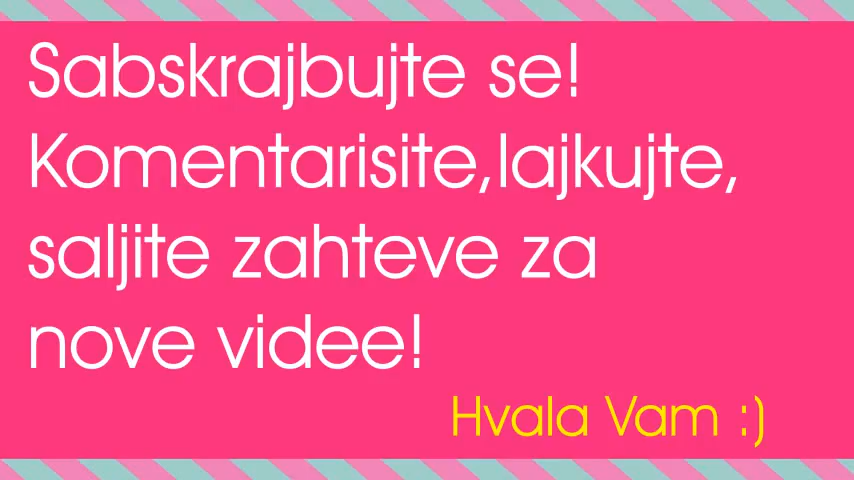 Sabskrajbujte se!
Komentarisite,lajkujte,
saljite zahteve za
nove videe!
Hvala Vam :)